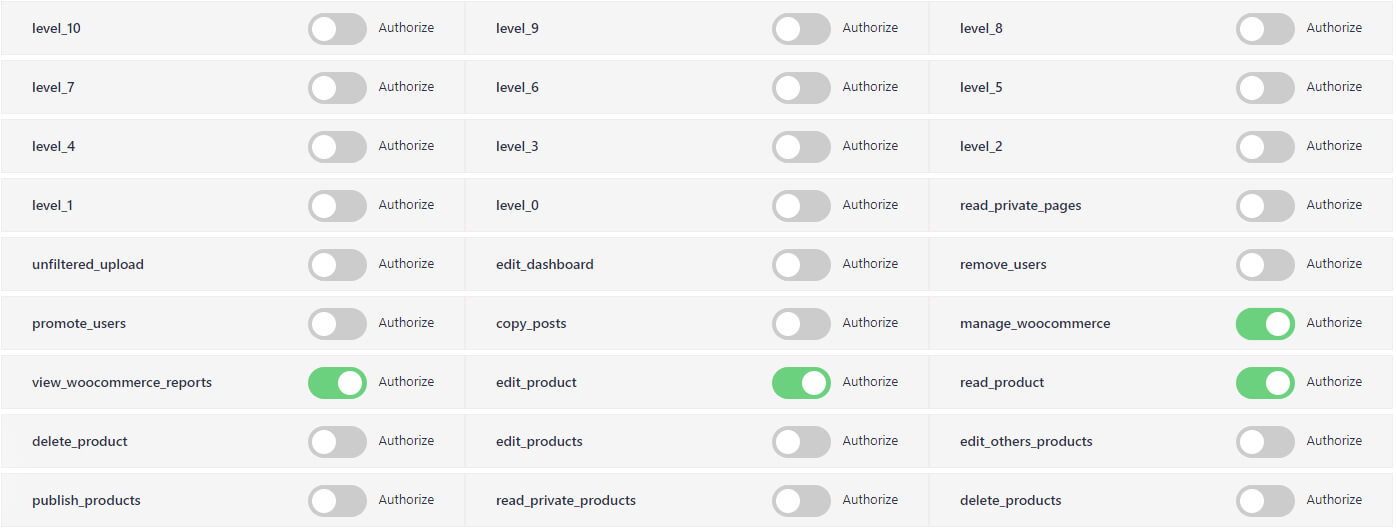 level_10 Authorize level_9 Authorize level_8 Authorize
level_7 Authorize level_6 Authorize level_5 Authorize
level_4 Authorize level_3 Authorize level_2 Authorize
level_1 Authorize level_0 Authorize read_private_pages Authorize
unfiltered_upload Authorize edit_dashboard Authorize remove_users Authorize
promote_users Authorize copy_posts Authorize manage_woocommerce Authorize
view_woocommerce_reports Authorize edit_product Authorize read_product Authorize
delete_product Authorize edit_products Authorize edit_others_products Authorize
publish_products Authorize read_private_products Authorize delete_products Authorize